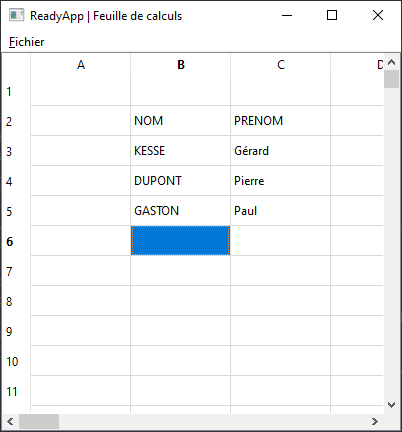 ReadyApp | Feuille de calculs
Fichier
A B C D
1
2 NOM PRENOM
3 KESSE Gérard
4 DUPONT Pierre
5 GASTON Paul
6
7
8
9
10
11